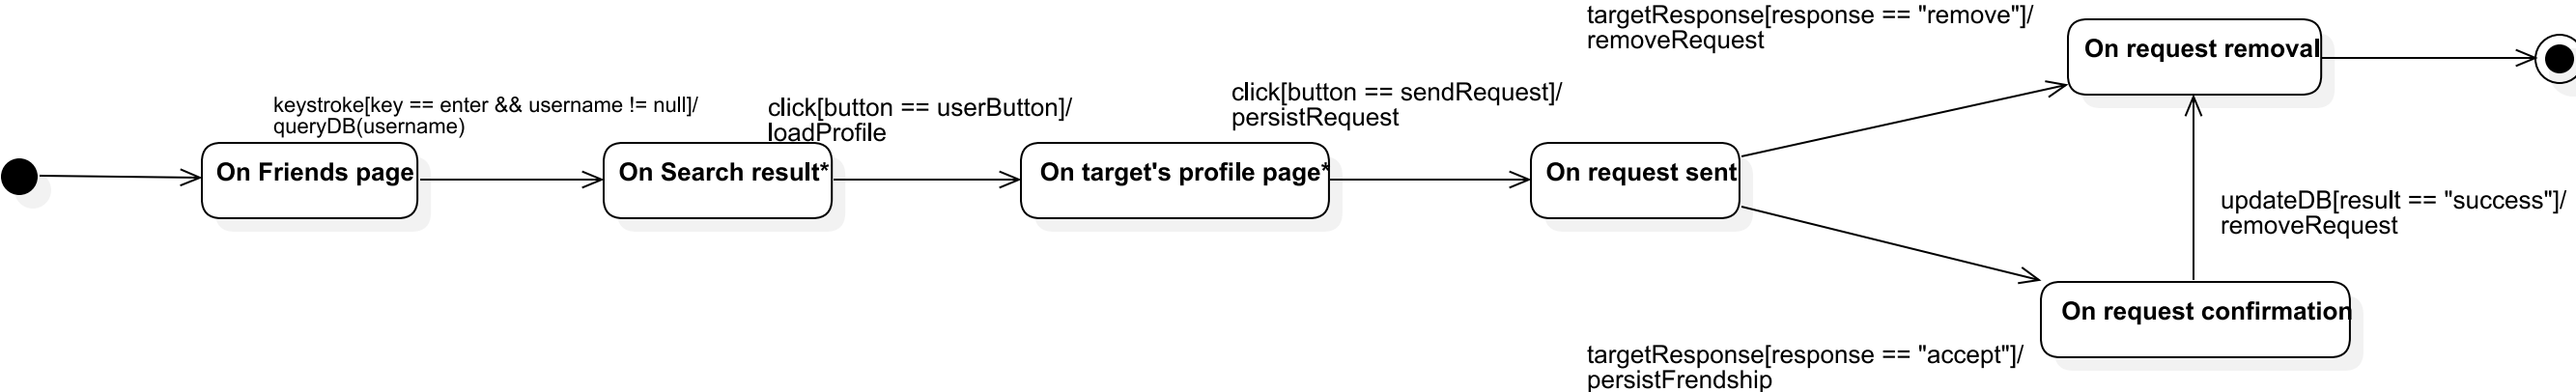 targetResponse[response == "remove"]/
removeRequest
On request removal
keystroke[key == enter && username != null]/
queryDB(username)
click[button == userButton]/
loadProfile
click[button == sendRequest]/
persistRequest
On Friends page
On Search result*
On target's profile page*
On request sent
updateDB[result == "success"]/
removeRequest
On request confirmation
targetResponse[response == "accept"]/
persistFrendship